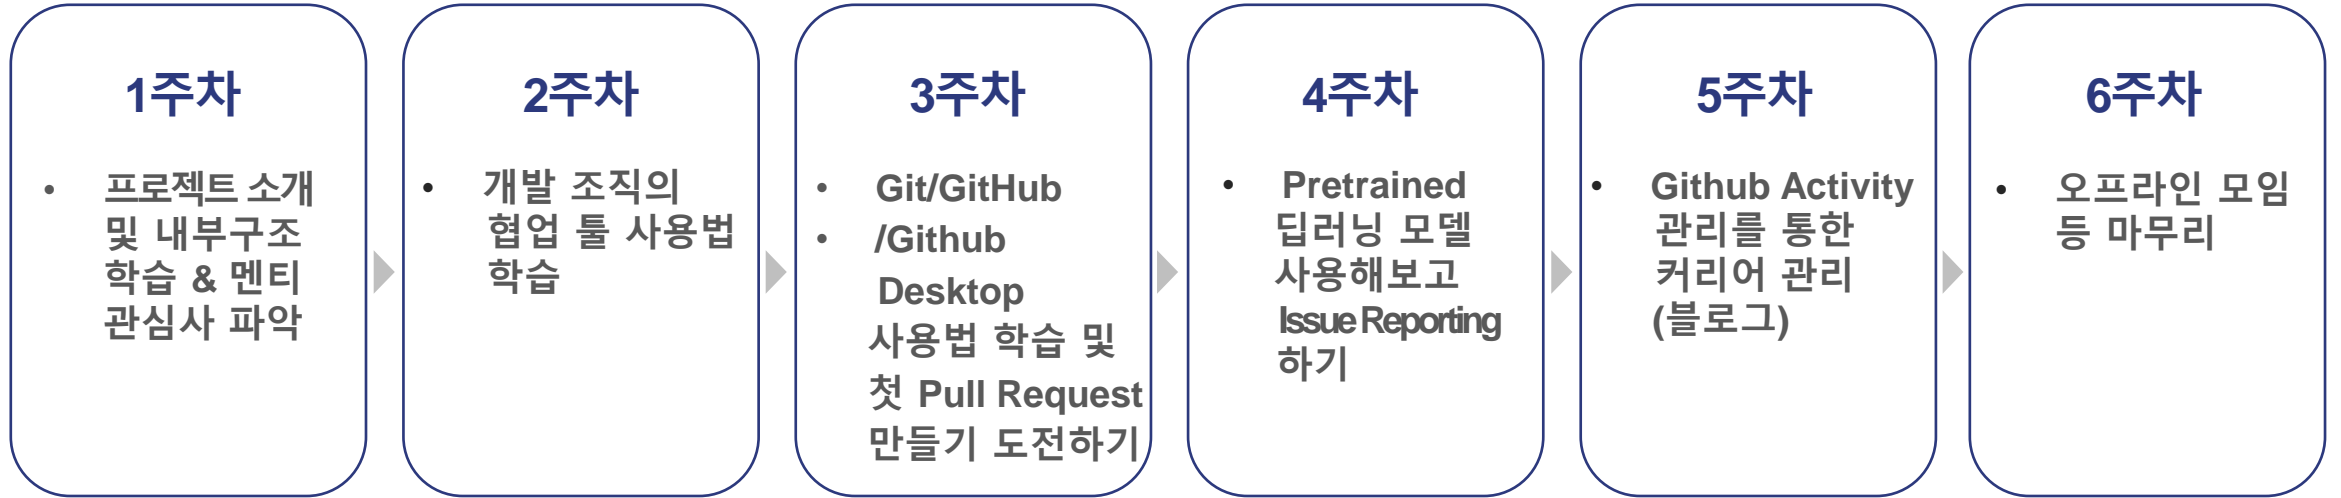 1주차
• 프로젝트 소개
및 내부구조
학습 & 멘티
관심사 파악
2주차
• 개발 조직의
협업 툴 사용법
학습
3주차
• Git/GitHub
• /Github
Desktop
사용법 학습 및
첫 Pull Request
만들기 도전하기
4주차
• Pretrained
딥러닝 모델
사용해보고
Issue Reporting
하기
5주차
• Github Activity
관리를 통한
커리어 관리
(블로그)
6주차
• 오프라인 모임
등 마무리